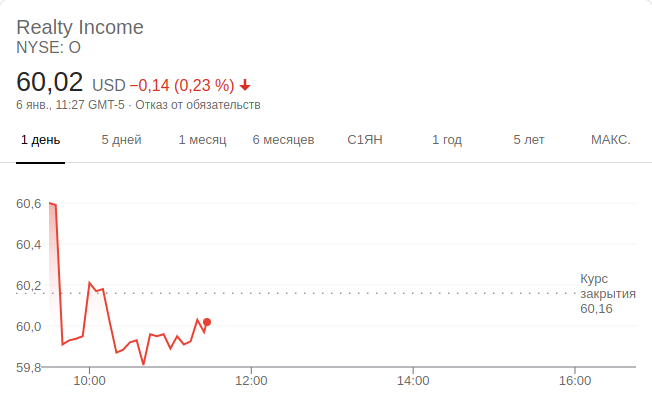 Realty Income
NYSE: O
60,02 USD −0,14 (0,23 %)
6 янв., 11:27 GMT-5 · Отказ от обязательств
1 день 5 дней 1 месяц 6 месяцев С1ЯН 1 год 5 лет МАКС.
60,6
60,4
60,2
60,0
59,8
Курс
закрытия
60,16
10:00 12:00 14:00 16:00